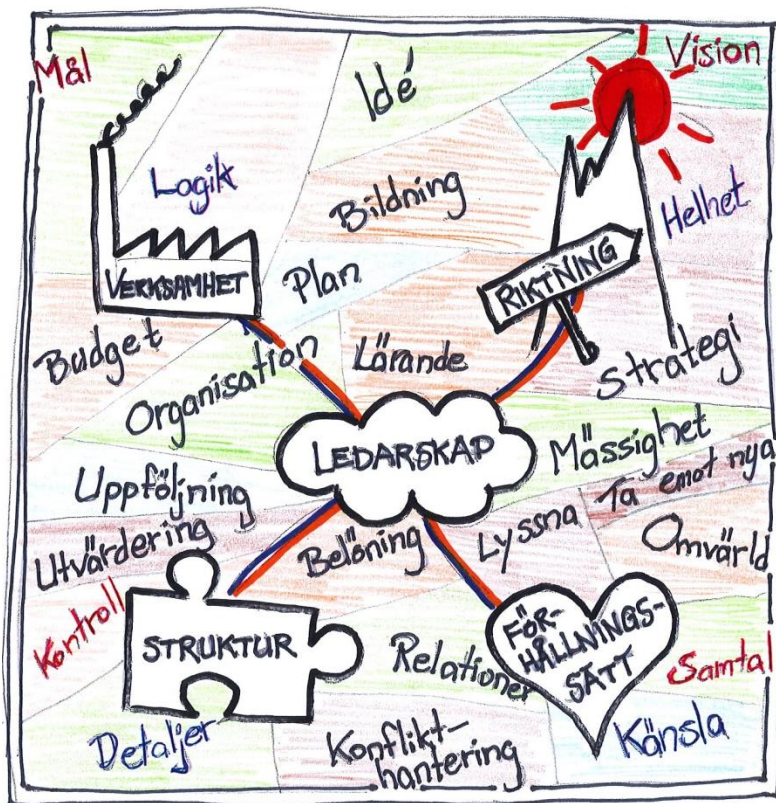 Mål
Idé
Vision
Logik
Bildning
Helhet
VERKSAMHET
Plan
RIKTNING
Budget
Organisation
Lärande
Strategi
LEDARSKAP
Mässighet
Ta emot nya
Uppföljning
Utvärdering
Belöning
Lyssna
Omvärld
Kontroll
STRUKTUR
Relationer
FÖR-
HÅLLNINGS-
SÄTT
Samtal
Detaljer
Konflikt-
hantering
Känsla